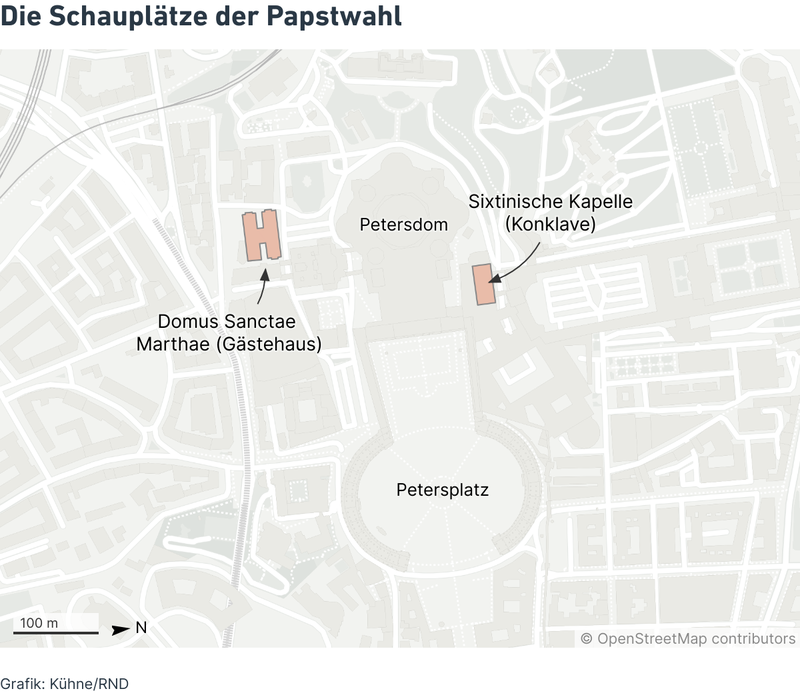 Die Schauplätze der Papstwahl
Sixtinische Kapelle
(Konklave)
Petersdom
Domus Sanctae
Marthae (Gästehaus)
Petersplatz
100 m
N
© OpenStreetMap contributors
Grafik: Kühne/RND